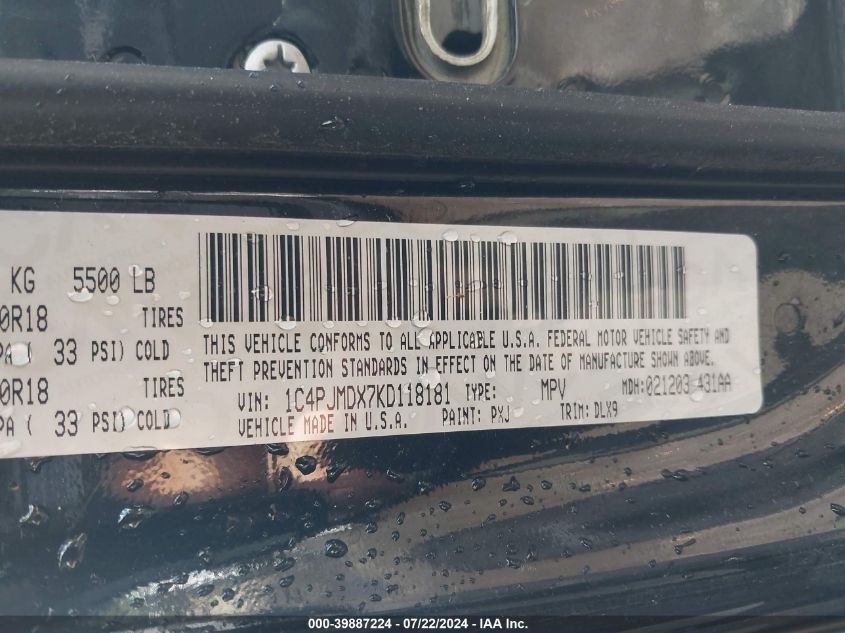 KG 5500 LB
0R18 TIRES
PA ( 33 PSI) COLD
0R18 TIRES
PA ( 33 PSI) COLD
THIS VEHICLE CONFORMS TO ALL APPLICABLE U.S.A. FEDERAL MOTOR VEHICLE SAFETY AND
THEFT PREVENTION STANDARDS IN EFFECT ON THE DATE OF MANUFACTURE SHOWN ABOVE.
VIN: 1C4PJMDX7KD118181 TYPE: MPV MDH: 021203 431AA
VEHICLE MADE IN U.S.A. PAINT: PXJ TRIM: DLX9
000-39887224 - 07/22/2024 - IAA Inc.